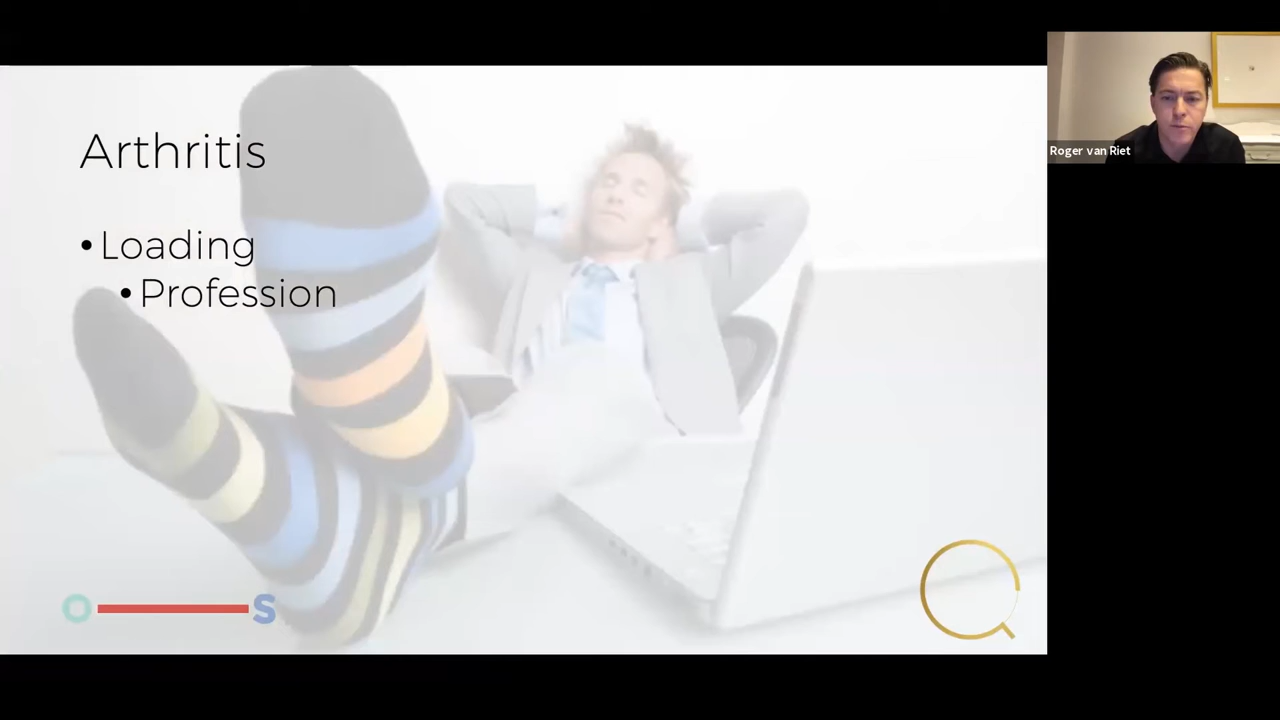 Arthritis
• Loading
• Profession
O S
Roger van Riet